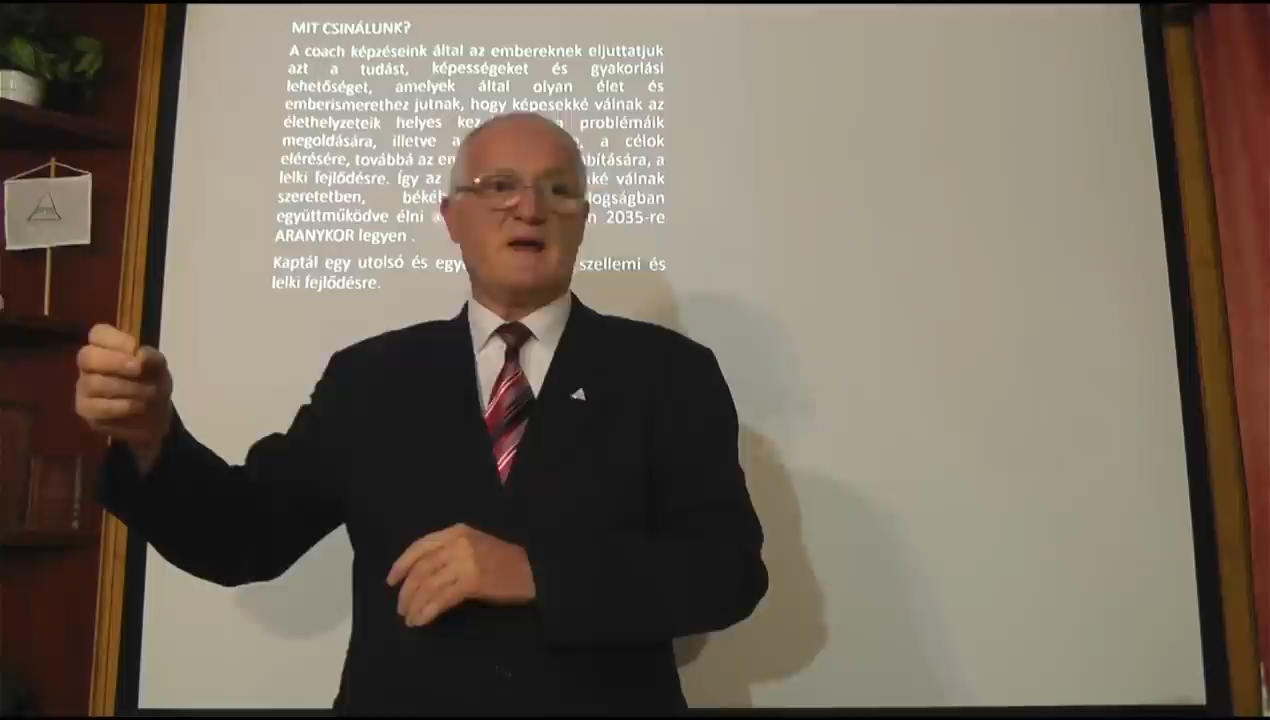 MIT CSINÁLUNK?
A coach képzéseink által az embereknek eljuttatjuk
azt a tudást, képességeket és gyakorlási
lehetőséget, amelyek által olyan élet és
emberismerethez jutnak, hogy képesekké válnak az
élethelyzeteik helyes problémáik
megoldására, illetve a célok
elérésére, továbbá az a
lelki fejlődésre. Így az válnak
szeretetben,
együttműködve élni 2035-re
ARANYKOR legyen .
Kaptál egy utolsó és szellemi és
lelki fejlődésre.